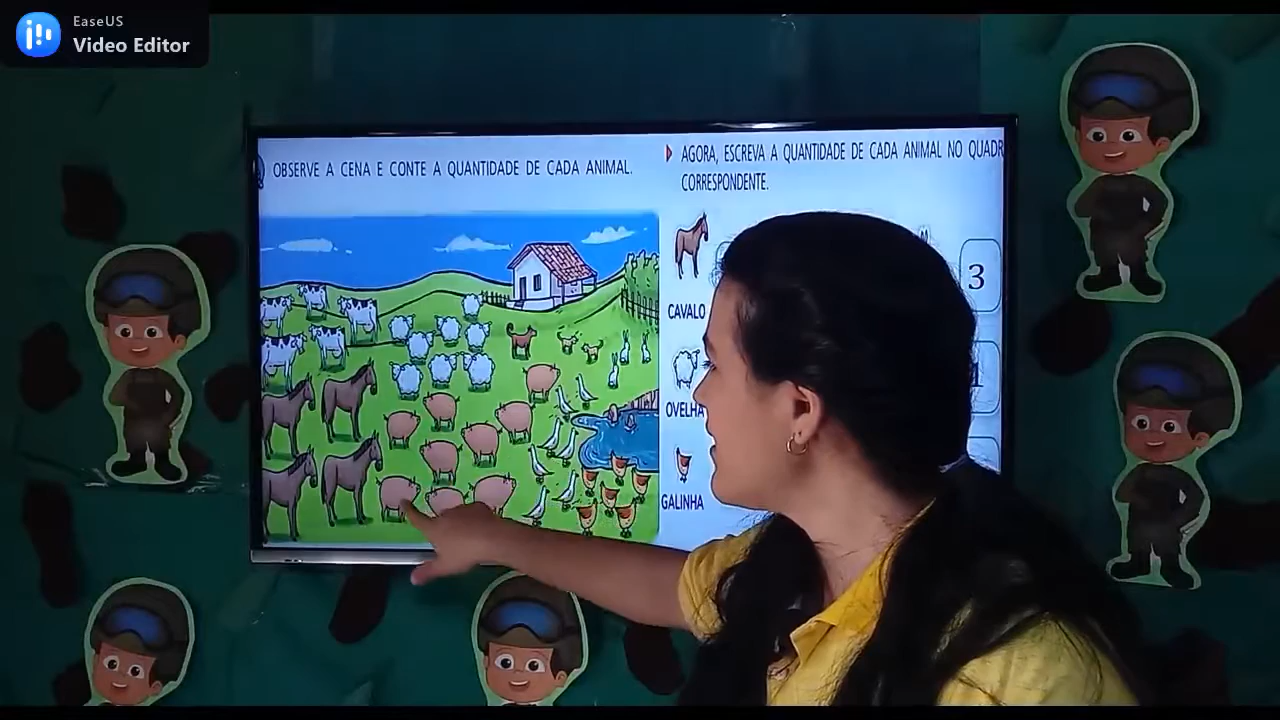 EaseUS
Video Editor
OBSERVE A CENA E CONTE A QUANTIDADE DE CADA ANIMAL.
AGORA, ESCREVA A QUANTIDADE DE CADA ANIMAL NO QUADR
CORRESPONDENTE.
3
CAVALO
OVELHA
GALINHA